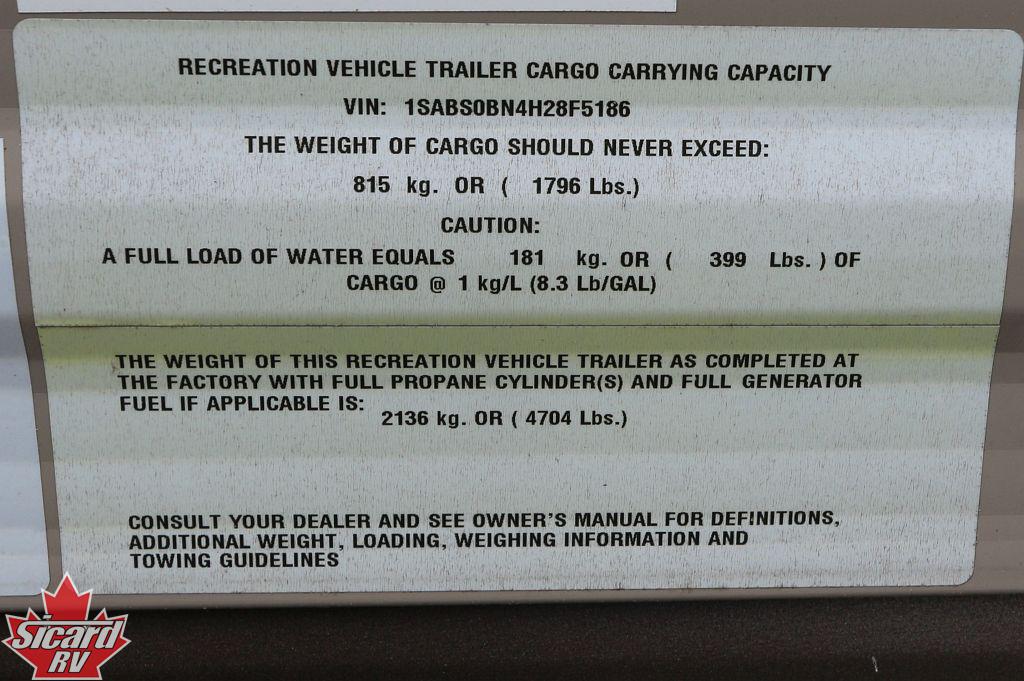 RECREATION VEHICLE TRAILER CARGO CARRYING CAPACITY
VIN: 1SABS0BN4H28F5186
THE WEIGHT OF CARGO SHOULD NEVER EXCEED:
815 kg. OR ( 1796 Lbs.)
CAUTION:
A FULL LOAD OF WATER EQUALS 181 kg. OR ( 399 Lbs. ) OF
CARGO @ 1 kg/L (8.3 Lb/GAL)
THE WEIGHT OF THIS RECREATION VEHICLE TRAILER AS COMPLETED AT
THE FACTORY WITH FULL PROPANE CYLINDER(S) AND FULL GENERATOR
FUEL IF APPLICABLE IS:
2136 kg. OR ( 4704 Lbs.)
CONSULT YOUR DEALER AND SEE OWNER'S MANUAL FOR DEFINITIONS,
ADDITIONAL WEIGHT, LOADING, WEIGHING INFORMATION AND
TOWING GUIDELINES
Sicard
RV